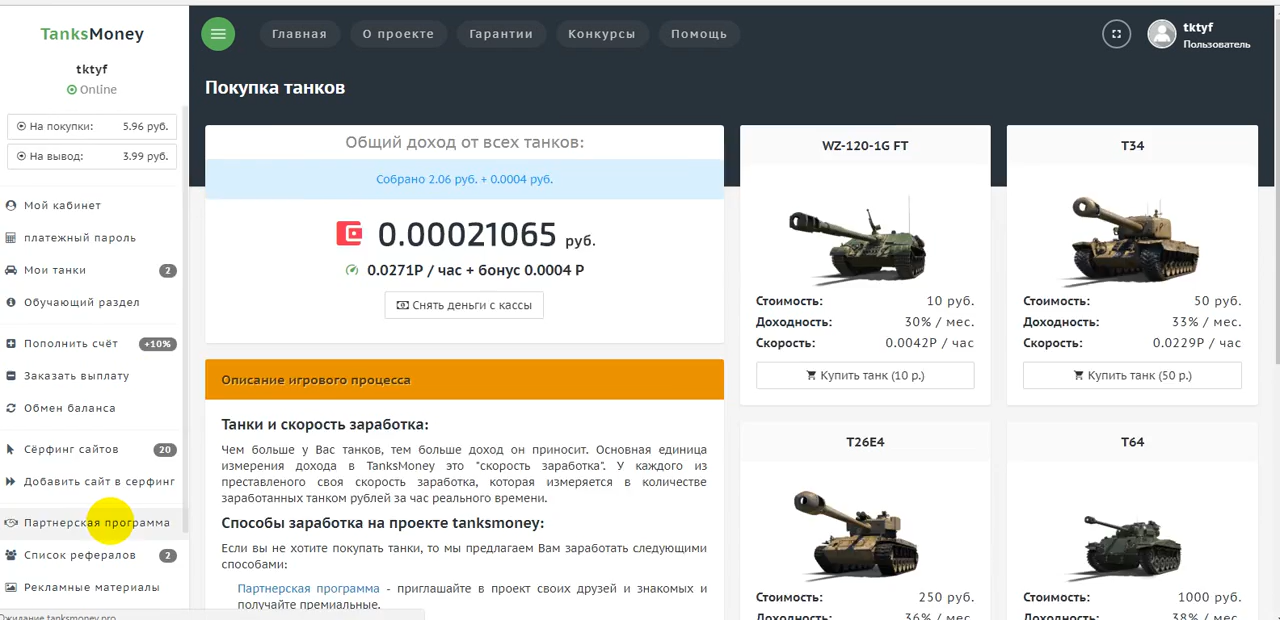 TanksMoney
tktyf
Online
На покупки: 5.96 руб.
На вывод: 3.99 руб.
Мой кабинет
платежный пароль
Мои танки 2
Обучающий раздел
Пополнить счёт +10%
Заказать выплату
Обмен баланса
Сёрфинг сайтов 20
Добавить сайт в серфинг
Партнерская программа
Список рефералов 2
Рекламные материалы
Ожидание tanksmoney.pro...
Главная
О проекте
Гарантии
Конкурсы
Помощь
tktyf
Пользователь
Покупка танков
Общий доход от всех танков:
Собрано 2.06 руб. + 0.0004 руб.
0.00021065 руб.
0.0271Р / час + бонус 0.0004 Р
Снять деньги с кассы
Описание игрового процесса
Танки и скорость заработка:
Чем больше у Вас танков, тем больше доход он приносит. Основная единица
измерения дохода в TanksMoney это "скорость заработка". У каждого из
преставленого своя скорость заработка, которая измеряется в количестве
заработанных танком рублей за час реального времени.
Способы заработка на проекте tanksmoney:
Если вы не хотите покупать танки, то мы предлагаем Вам заработать следующими
способами:
Партнерская программа - приглашайте в проект своих друзей и знакомых и
получайте премиальные.
WZ-120-1G FT
Стоимость: 10 руб.
Доходность: 30% / мес.
Скорость: 0.0042Р / час
Купить танк (10 р.)
T34
Стоимость: 50 руб.
Доходность: 33% / мес.
Скорость: 0.0229Р / час
Купить танк (50 р.)
T26E4
Стоимость: 250 руб.
Доходность: 36% / мес.
T64
Стоимость: 1000 руб.
Доходность: 38% / мес.